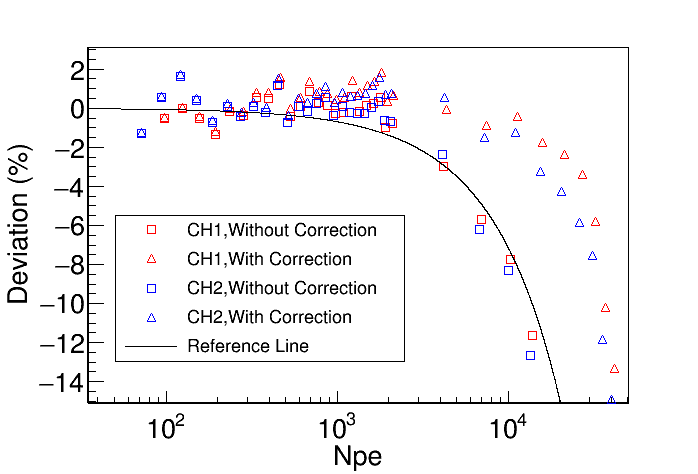 2
0
−2
−4
−6
−8
−10
−12
−14
Deviation (%)
CH1,Without Correction
CH1,With Correction
CH2,Without Correction
CH2,With Correction
Reference Line
10²
10³
10⁴
Npe